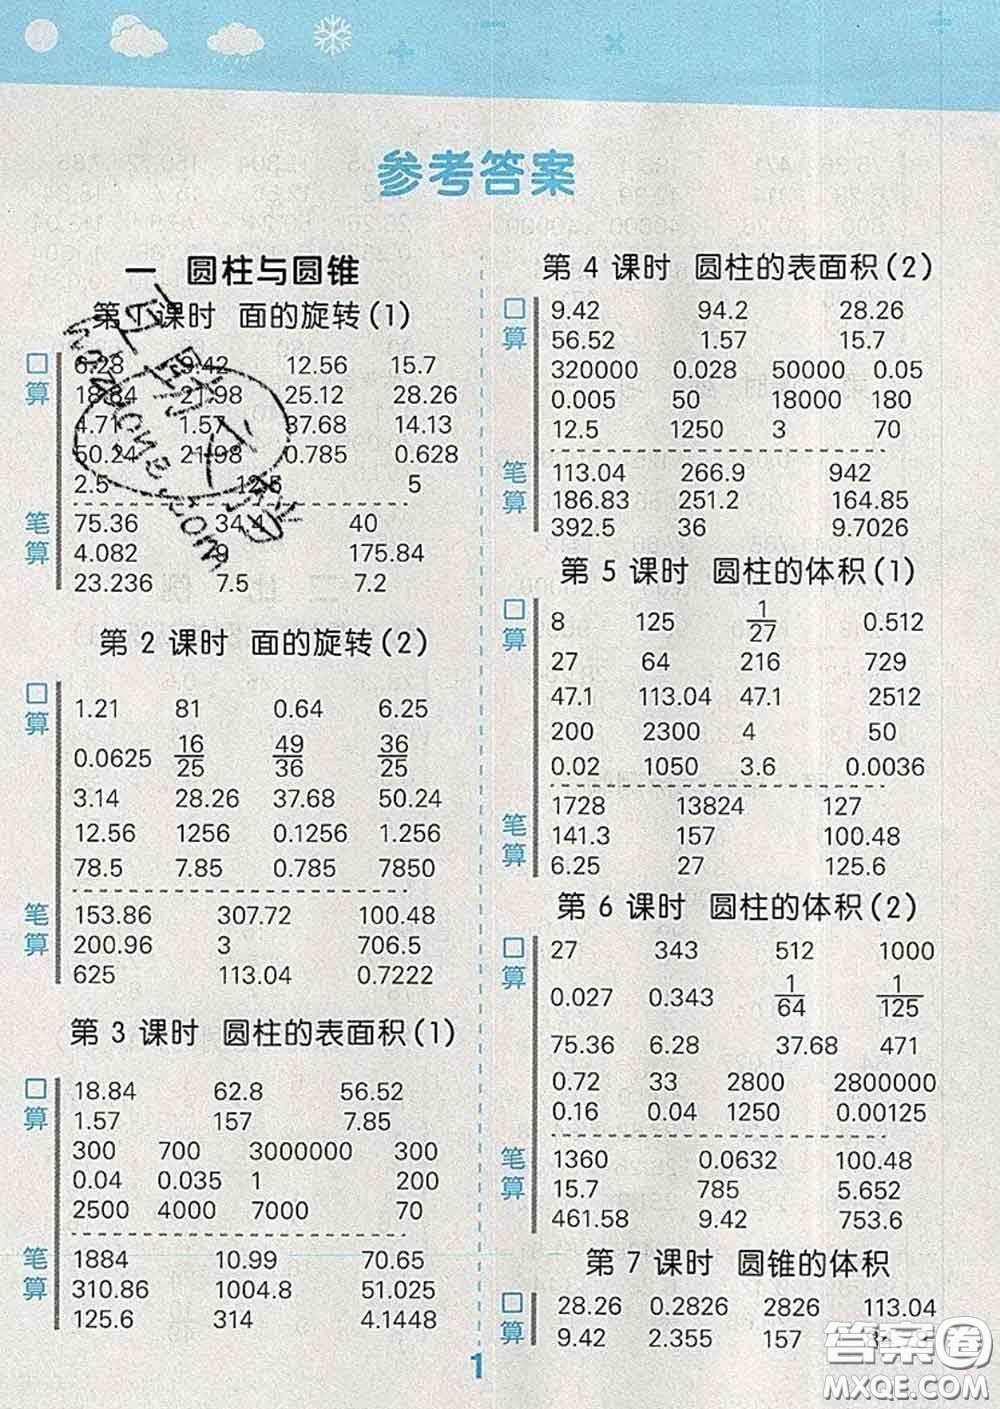 参考答案
一 圆柱与圆锥
第 1 课时 面的旋转(1)
口算
6.28 9.42 12.56 15.7
18.84 21.98 25.12 28.26
4.71 1.57 37.68 14.13
50.24 21.98 0.785 0.628
2.5 12.5 5
笔算
75.36 34.4 40
4.082 9 175.84
23.236 7.5 7.2
第 2 课时 面的旋转(2)
口算
1.21 81 0.64 6.25
0.0625 16/25 49/36 36/25
3.14 28.26 37.68 50.24
12.56 1256 0.1256 1.256
78.5 7.85 0.785 7850
笔算
153.86 307.72 100.48
200.96 3 706.5
625 113.04 0.7222
第 3 课时 圆柱的表面积(1)
口算
18.84 62.8 56.52
1.57 157 7.85
300 700 3000000 300
0.04 0.035 1 200
2500 4000 7000 70
笔算
1884 10.99 70.65
310.86 1004.8 51.025
125.6 314 4.1448
第 4 课时 圆柱的表面积(2)
口算
9.42 94.2 28.26
56.52 1.57 15.7
320000 0.028 50000 0.05
0.005 50 18000 180
12.5 1250 3 70
笔算
113.04 266.9 942
186.83 251.2 164.85
392.5 36 9.7026
第 5 课时 圆柱的体积(1)
口算
8 125 1/27 0.512
27 64 216 729
47.1 113.04 47.1 2512
200 2300 4 50
0.02 1050 3.6 0.0036
笔算
1728 13824 127
141.3 157 100.48
6.25 27 125.6
第 6 课时 圆柱的体积(2)
口算
27 343 512 1000
0.027 0.343 1/64 1/125
75.36 6.28 37.68 471
0.72 33 2800 2800000
0.16 0.04 1250 0.00125
笔算
1360 0.0632 100.48
15.7 785 5.652
461.58 9.42 753.6
第 7 课时 圆锥的体积
口算
28.26 0.2826 2826 113.04
9.42 2.355 157
1
答案圈
MXQE.COM